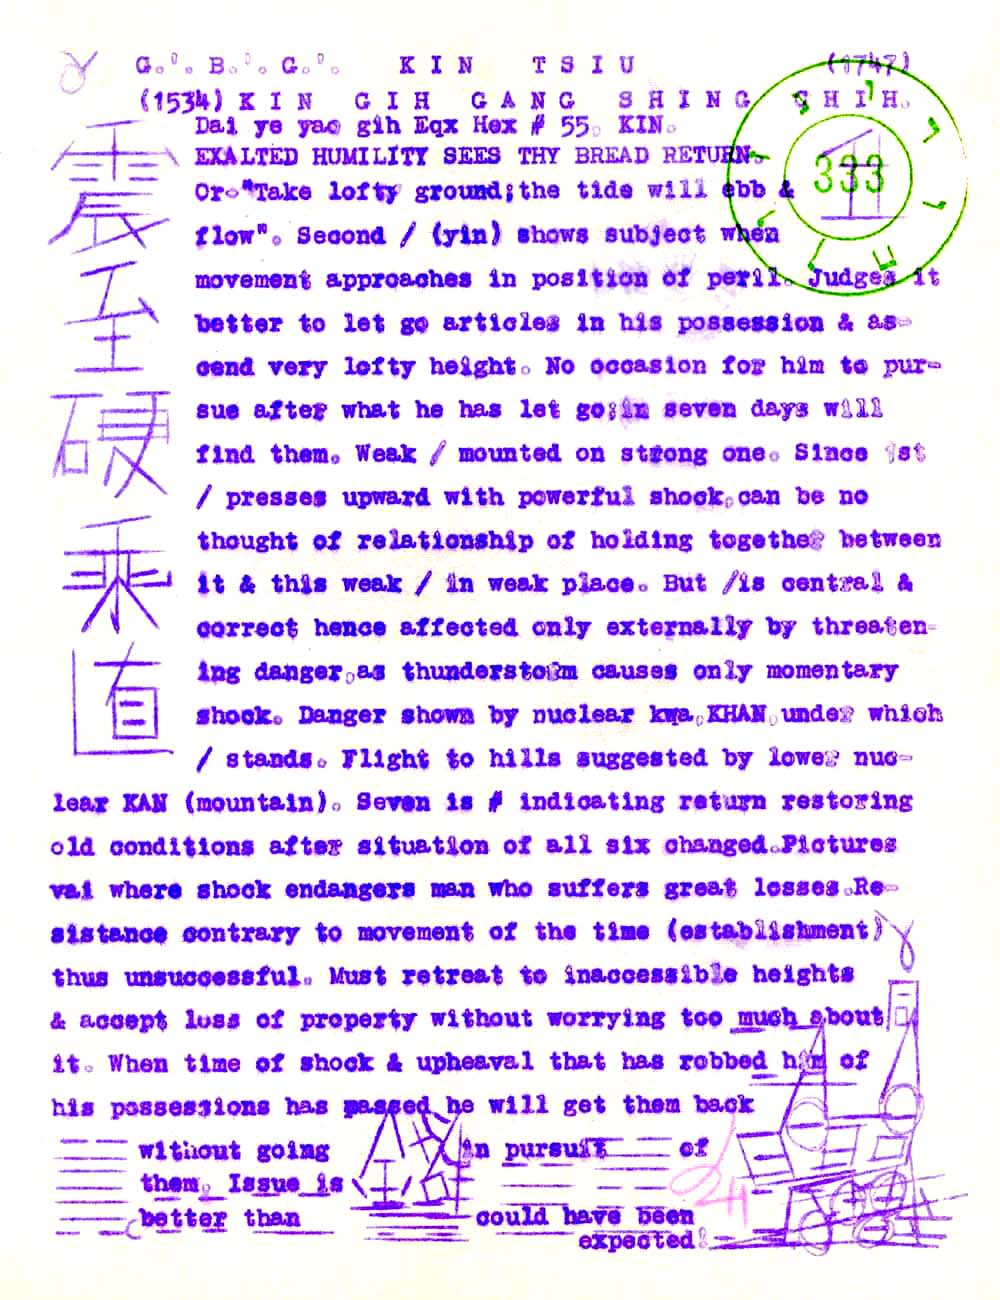 G∴ B∴ G∴ KIN TSIU (1747)
(1534) KIN GIH GANG SHING CHIH.
Dai ye yao gih Eqx Hex # 55. KIN.
EXALTED HUMILITY SEES THY BREAD RETURN.
Or-"Take lofty ground;the tide will ebb &
flow". Second / (yin) shows subject when
movement approaches in position of peril. Judges it
better to let go articles in his possession & as-
cend very lofty height. No occasion for him to pur-
sue after what he has let go;in seven days will
find them. Weak / mounted on strong one. Since 1st
/ presses upward with powerful shock,can be no
thought of relationship of holding together between
it & this weak / in weak place. But /is central &
correct hence affected only externally by threaten-
ing danger,as thunderstorm causes only momentary
shock. Danger shown by nuclear kwa,KHAN,under which
/ stands. Flight to hills suggested by lower nuc-
lear KAN (mountain). Seven is # indicating return restoring
old conditions after situation of all six changed.Pictures
vai where shock endangers man who suffers great losses.Re-
sistance contrary to movement of the time (establishment)
thus unsuccessful. Must retreat to inaccessible heights
& accept loss of property without worrying too much about
it. When time of shock & upheaval that has robbed him of
his possessions has passed,he will get them back
without going in pursuit of
them. Issue is
better than could have been
expected!
333
震
至
硬
乘
直